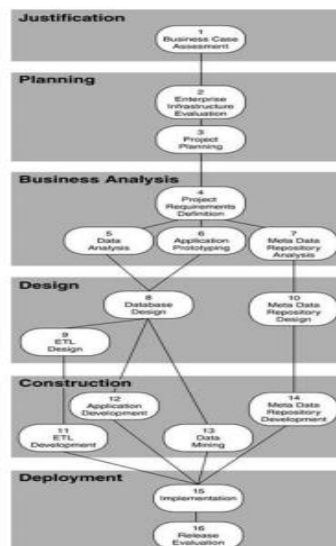 Justification
1
Business Case
Assesment
Planning
2
Enterprise
Infrastructure
Evaluation
3
Project
Planning
Business Analysis
4
Project
Requirements
Definition
5
Data
Analysis
6
Application
Prototyping
7
Meta Data
Repository
Analysis
Design
8
Database
Design
9
ETL
Design
10
Meta Data
Repository
Design
Construction
12
Application
Development
11
ETL
Development
13
Data
Mining
14
Meta Data
Repository
Development
Deployment
15
Implementation
16
Release
Evaluation